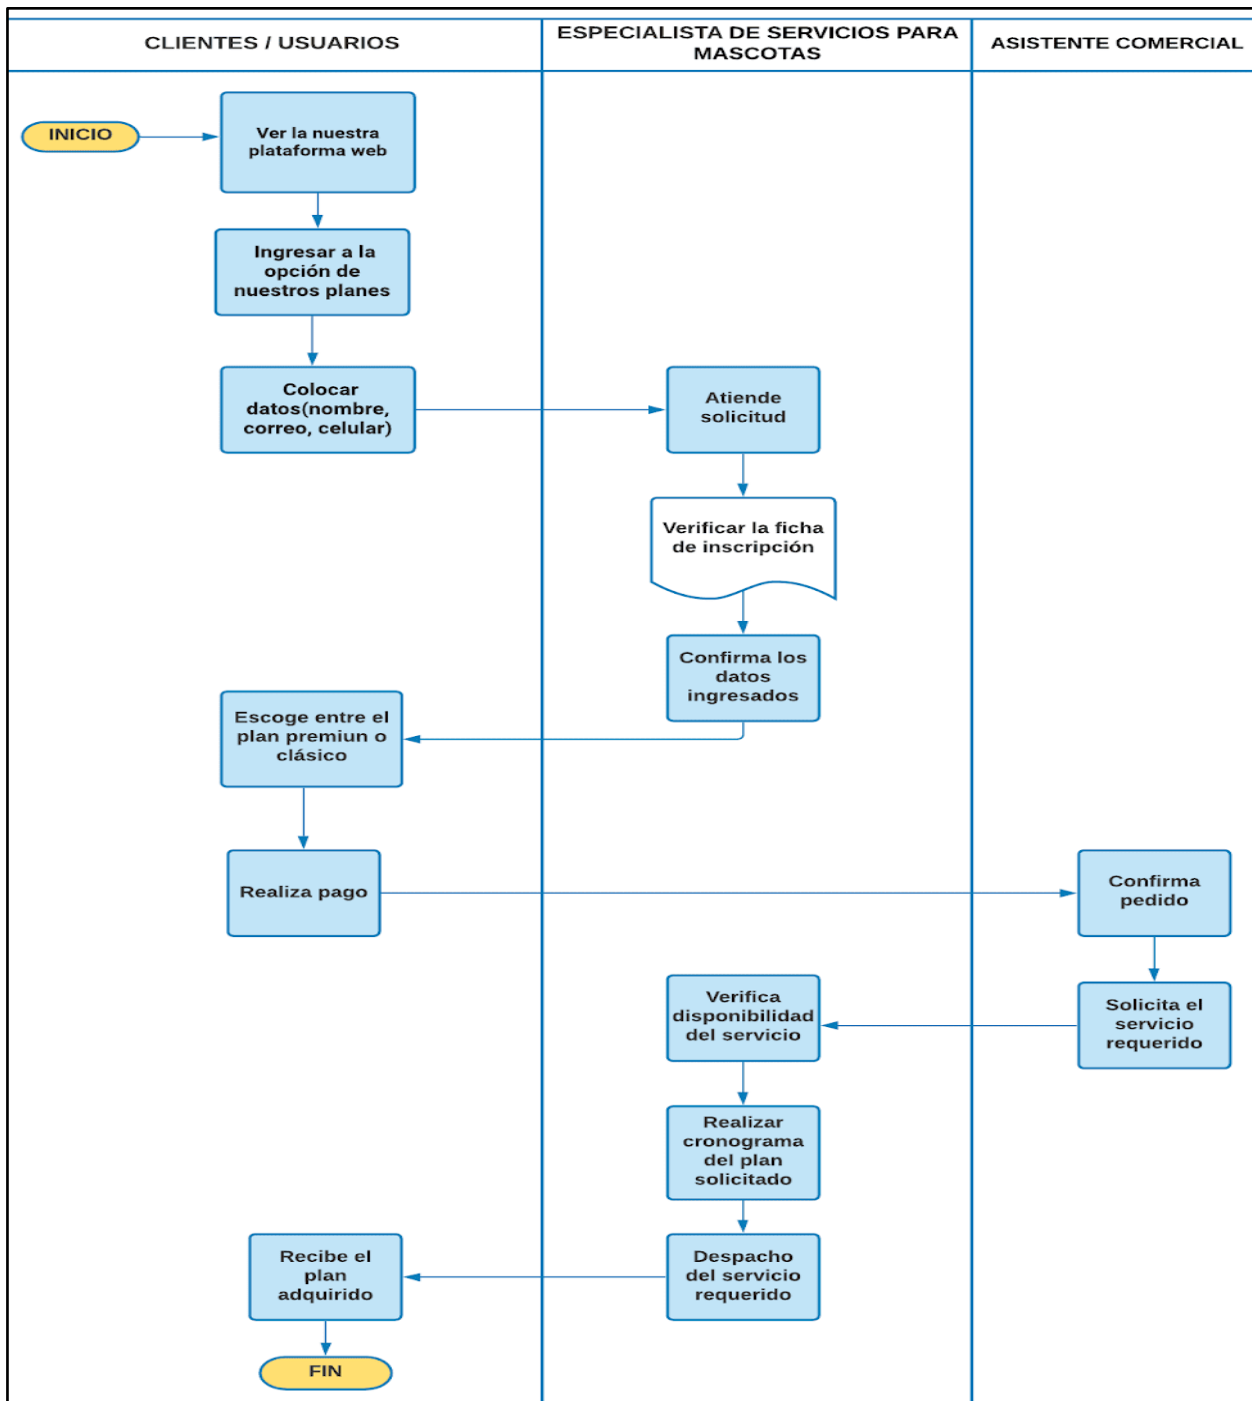 CLIENTES / USUARIOS
ESPECIALISTA DE SERVICIOS PARA
MASCOTAS
ASISTENTE COMERCIAL
INICIO
Ver la nuestra
plataforma web
Ingresar a la
opción de
nuestros planes
Colocar
datos(nombre,
correo, celular)
Atiende
solicitud
Verificar la ficha
de inscripción
Confirma los
datos
ingresados
Escoge entre el
plan premiun o
clásico
Realiza pago
Confirma
pedido
Solicita el
servicio
requerido
Verifica
disponibilidad
del servicio
Realizar
cronograma
del plan
solicitado
Despacho
del servicio
requerido
Recibe el
plan
adquirido
FIN